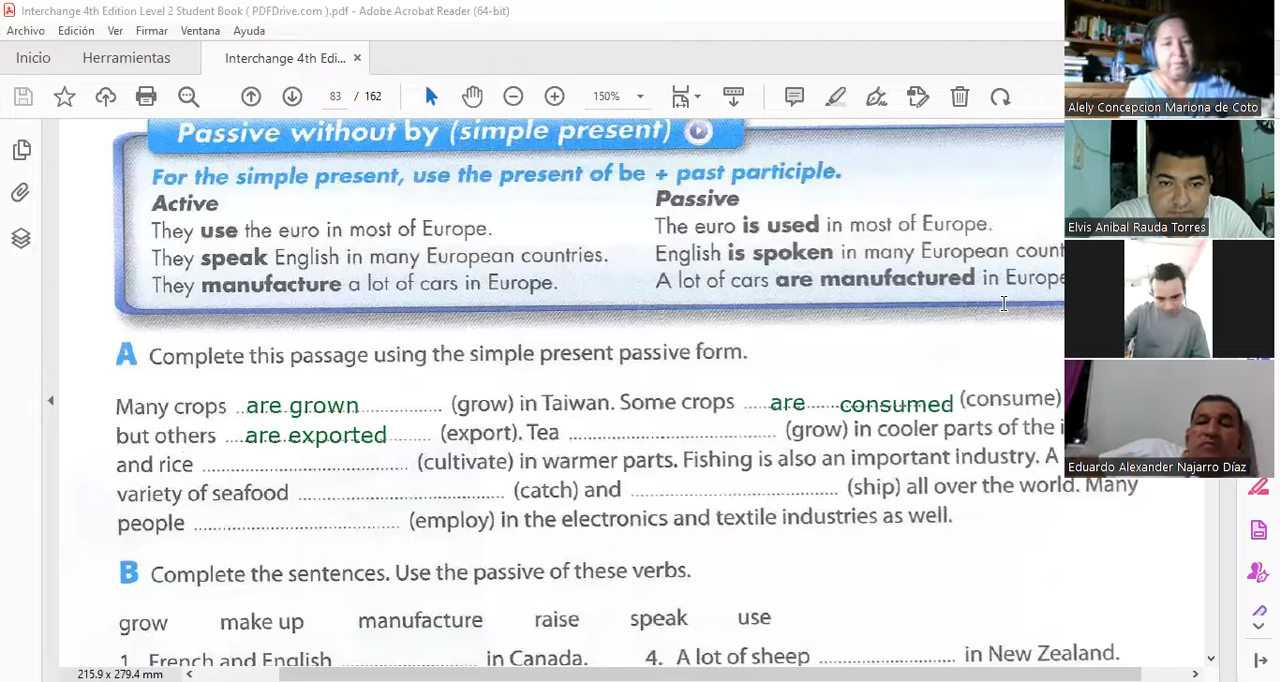 Interchange 4th Edition Level 2 Student Book ( PDFDrive.com ).pdf - Adobe Acrobat Reader (64-bit)
Archivo Edición Ver Firmar Ventana Ayuda
Inicio Herramientas Interchange 4th Edi... ×
83 / 162 150%
Passive without by (simple present)
For the simple present, use the present of be + past participle.
Active Passive
They use the euro in most of Europe. The euro is used in most of Europe.
They speak English in many European countries. English is spoken in many European count
They manufacture a lot of cars in Europe. A lot of cars are manufactured in Europe
A Complete this passage using the simple present passive form.
Many crops are grown (grow) in Taiwan. Some crops are consumed (consume)
but others are exported (export). Tea (grow) in cooler parts of the i
and rice (cultivate) in warmer parts. Fishing is also an important industry. A
variety of seafood (catch) and (ship) all over the world. Many
people (employ) in the electronics and textile industries as well.
B Complete the sentences. Use the passive of these verbs.
grow make up manufacture raise speak use
1. French and English in Canada. 4. A lot of sheep in New Zealand.
215.9 x 279.4 mm
Alely Concepcion Mariona de Coto
Elvis Anibal Rauda Torres
Eduardo Alexander Najarro Díaz